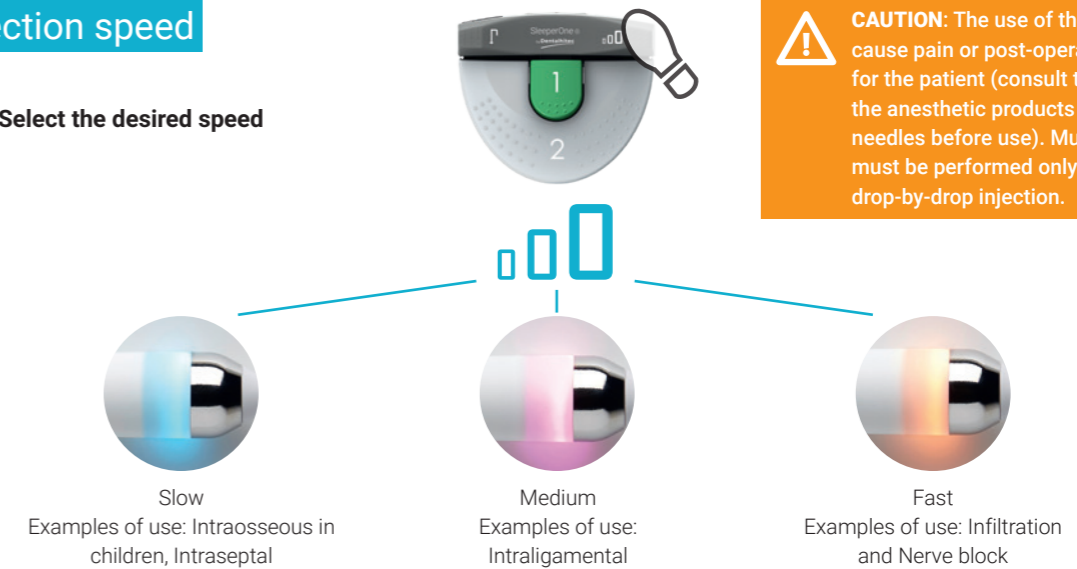 ection speed
Select the desired speed
SleeperOne
by DentalHitec
1
2
CAUTION: The use of th
cause pain or post-opera
for the patient (consult t
the anesthetic products
needles before use). Mu
must be performed only
drop-by-drop injection.
Slow
Examples of use: Intraosseous in
children, Intraseptal
Medium
Examples of use:
Intraligamental
Fast
Examples of use: Infiltration
and Nerve block